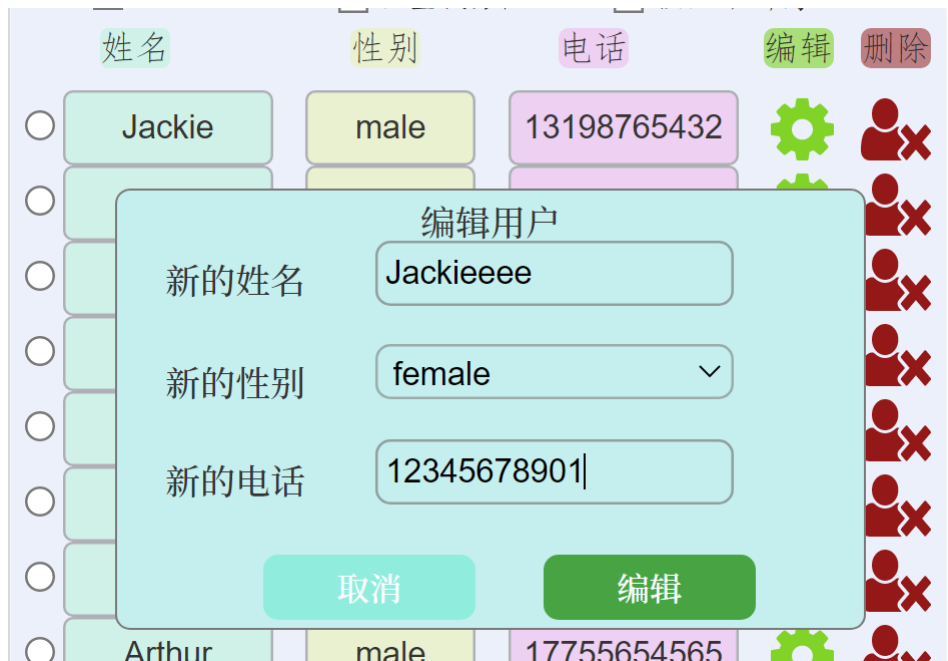 姓名 性别 电话 编辑 删除
Jackie male 13198765432
编辑用户
新的姓名 Jackieeee
新的性别 female
新的电话 12345678901
取消 编辑
Arthur male 17755654565